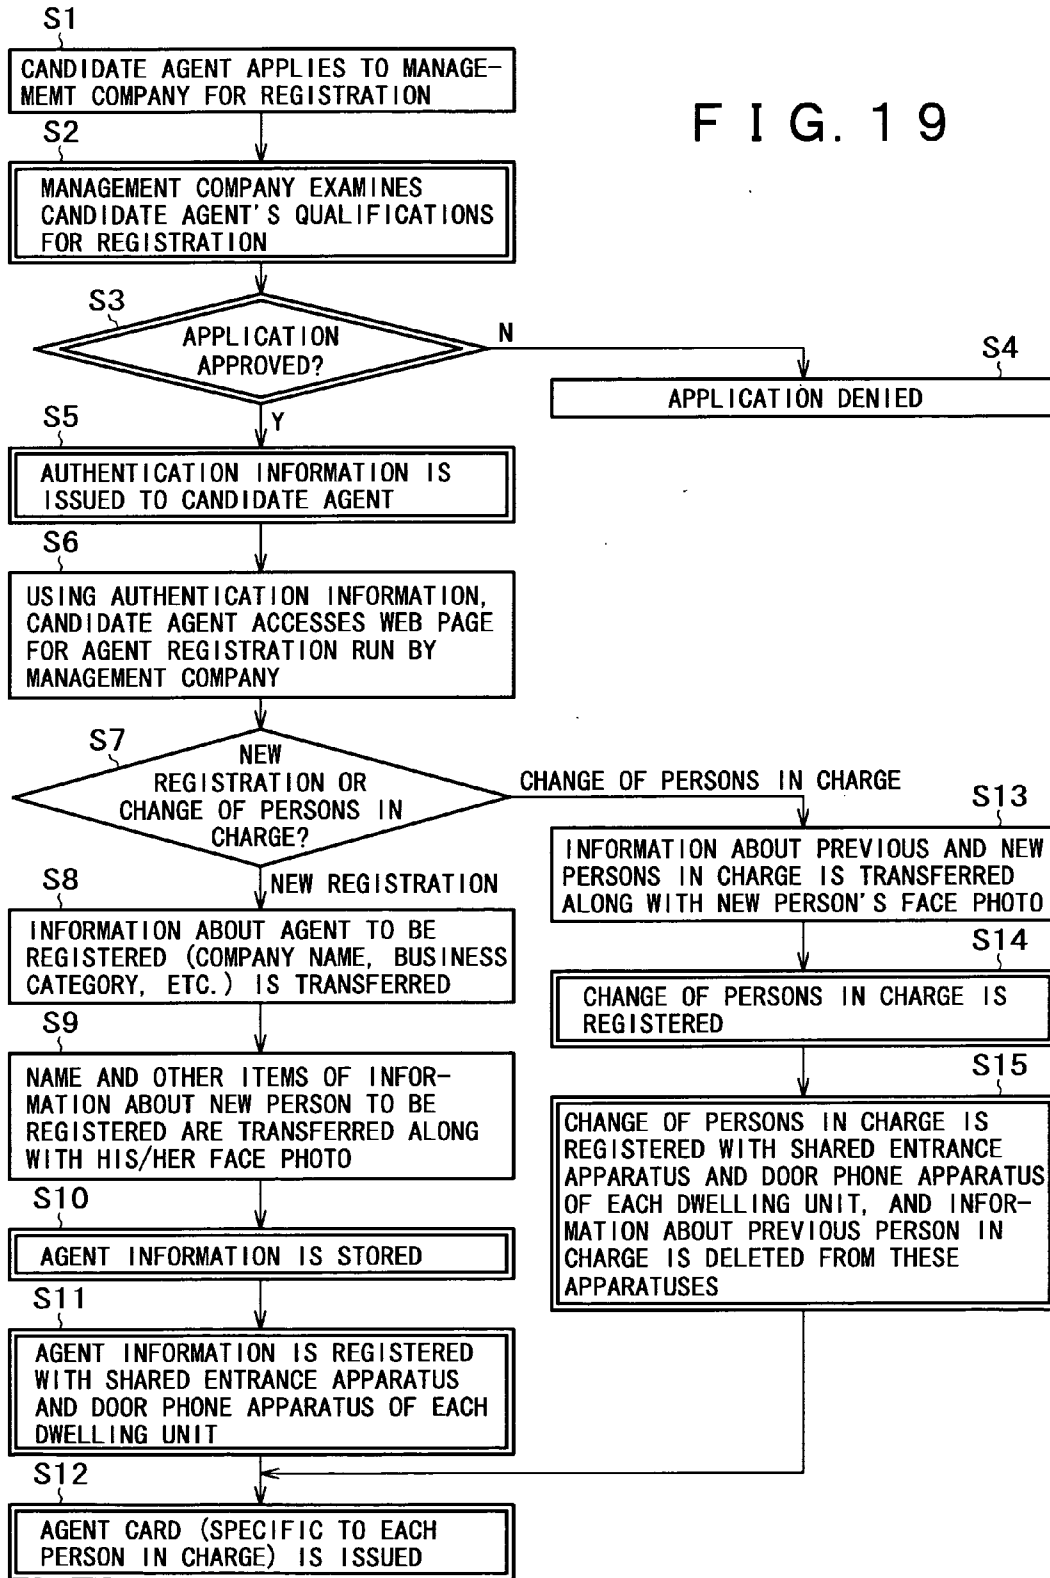 FIG. 19
S1
CANDIDATE AGENT APPLIES TO MANAGE-
MEMT COMPANY FOR REGISTRATION
S2
MANAGEMENT COMPANY EXAMINES
CANDIDATE AGENT'S QUALIFICATIONS
FOR REGISTRATION
S3
APPLICATION
APPROVED?
N
S4
APPLICATION DENIED
Y
S5
AUTHENTICATION INFORMATION IS
ISSUED TO CANDIDATE AGENT
S6
USING AUTHENTICATION INFORMATION,
CANDIDATE AGENT ACCESSES WEB PAGE
FOR AGENT REGISTRATION RUN BY
MANAGEMENT COMPANY
S7
NEW
REGISTRATION OR
CHANGE OF PERSONS IN
CHARGE?
CHANGE OF PERSONS IN CHARGE
NEW REGISTRATION
S8
INFORMATION ABOUT AGENT TO BE
REGISTERED (COMPANY NAME, BUSINESS
CATEGORY, ETC.) IS TRANSFERRED
S9
NAME AND OTHER ITEMS OF INFOR-
MATION ABOUT NEW PERSON TO BE
REGISTERED ARE TRANSFERRED ALONG
WITH HIS/HER FACE PHOTO
S10
AGENT INFORMATION IS STORED
S11
AGENT INFORMATION IS REGISTERED
WITH SHARED ENTRANCE APPARATUS
AND DOOR PHONE APPARATUS OF EACH
DWELLING UNIT
S12
AGENT CARD (SPECIFIC TO EACH
PERSON IN CHARGE) IS ISSUED
S13
INFORMATION ABOUT PREVIOUS AND NEW
PERSONS IN CHARGE IS TRANSFERRED
ALONG WITH NEW PERSON'S FACE PHOTO
S14
CHANGE OF PERSONS IN CHARGE IS
REGISTERED
S15
CHANGE OF PERSONS IN CHARGE IS
REGISTERED WITH SHARED ENTRANCE
APPARATUS AND DOOR PHONE APPARATUS
OF EACH DWELLING UNIT, AND INFOR-
MATION ABOUT PREVIOUS PERSON IN
CHARGE IS DELETED FROM THESE
APPARATUSES